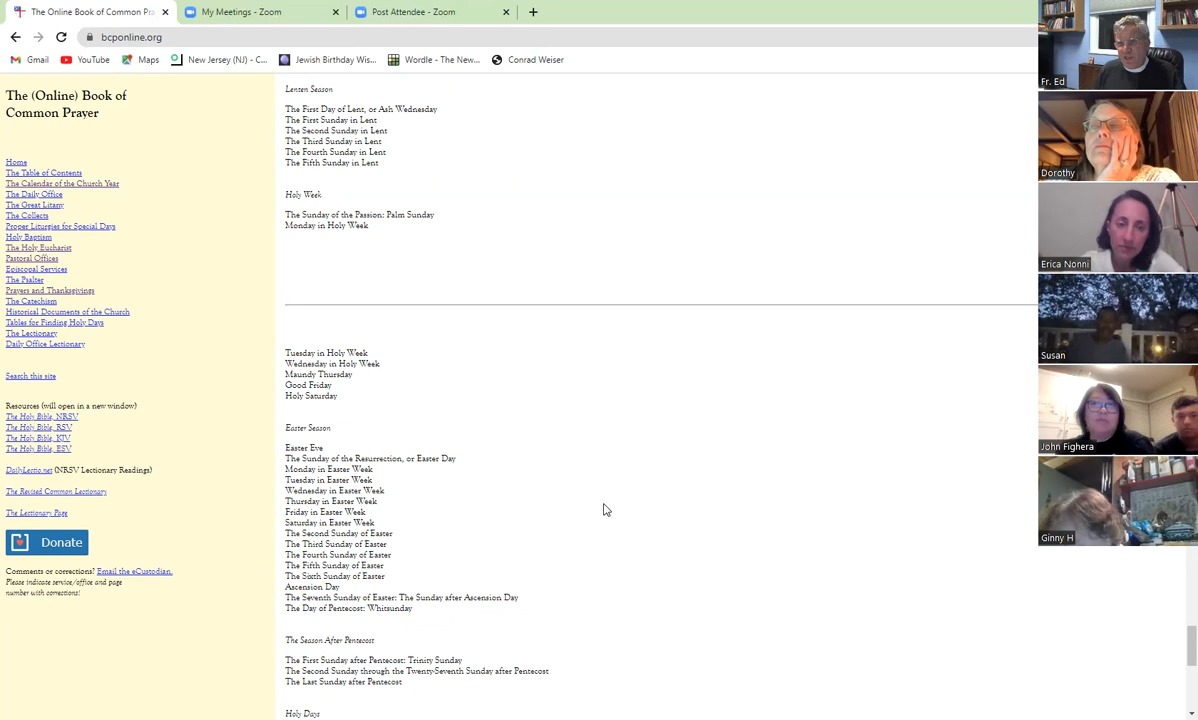 The Online Book of Common Pra
My Meetings - Zoom
Post Attendee - Zoom
bcponline.org
Gmail
YouTube
Maps
New Jersey (NJ) - C...
Jewish Birthday Wis...
Wordle - The New...
Conrad Weiser
The (Online) Book of
Common Prayer
Home
The Table of Contents
The Calendar of the Church Year
The Daily Office
The Great Litany
The Collects
Proper Liturgies for Special Days
Holy Baptism
The Holy Eucharist
Pastoral Offices
Episcopal Services
The Psalter
Prayers and Thanksgivings
The Catechism
Historical Documents of the Church
Tables for Finding Holy Days
The Lectionary
Daily Office Lectionary
Search this site
Resources (will open in a new window)
The Holy Bible, NRSV
The Holy Bible, RSV
The Holy Bible, KJV
The Holy Bible, ESV
DailyLectio.net (NRSV Lectionary Readings)
The Revised Common Lectionary
The Lectionary Page
Donate
Comments or corrections? Email the eCustodian.
Please indicate service/office and page
number with corrections!
Lenten Season
The First Day of Lent, or Ash Wednesday
The First Sunday in Lent
The Second Sunday in Lent
The Third Sunday in Lent
The Fourth Sunday in Lent
The Fifth Sunday in Lent
Holy Week
The Sunday of the Passion: Palm Sunday
Monday in Holy Week
Tuesday in Holy Week
Wednesday in Holy Week
Maundy Thursday
Good Friday
Holy Saturday
Easter Season
Easter Eve
The Sunday of the Resurrection, or Easter Day
Monday in Easter Week
Tuesday in Easter Week
Wednesday in Easter Week
Thursday in Easter Week
Friday in Easter Week
Saturday in Easter Week
The Second Sunday of Easter
The Third Sunday of Easter
The Fourth Sunday of Easter
The Fifth Sunday of Easter
The Sixth Sunday of Easter
Ascension Day
The Seventh Sunday of Easter: The Sunday after Ascension Day
The Day of Pentecost: Whitsunday
The Season After Pentecost
The First Sunday after Pentecost: Trinity Sunday
The Second Sunday through the Twenty-Seventh Sunday after Pentecost
The Last Sunday after Pentecost
Holy Days
Fr. Ed
Dorothy
Erica Nonni
Susan
John Fighera
Ginny H